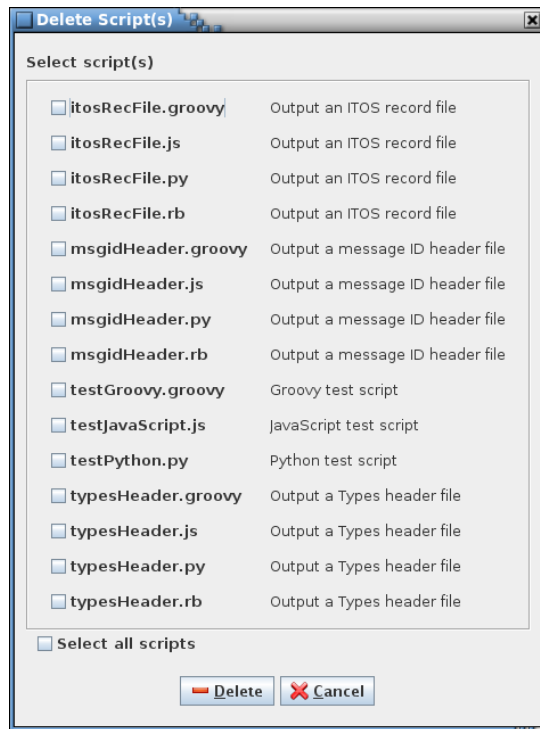 Delete Script(s)
Select script(s)
itosRecFile.groovy Output an ITOS record file
itosRecFile.js Output an ITOS record file
itosRecFile.py Output an ITOS record file
itosRecFile.rb Output an ITOS record file
msgidHeader.groovy Output a message ID header file
msgidHeader.js Output a message ID header file
msgidHeader.py Output a message ID header file
msgidHeader.rb Output a message ID header file
testGroovy.groovy Groovy test script
testJavaScript.js JavaScript test script
testPython.py Python test script
typesHeader.groovy Output a Types header file
typesHeader.js Output a Types header file
typesHeader.py Output a Types header file
typesHeader.rb Output a Types header file
Select all scripts
Delete Cancel